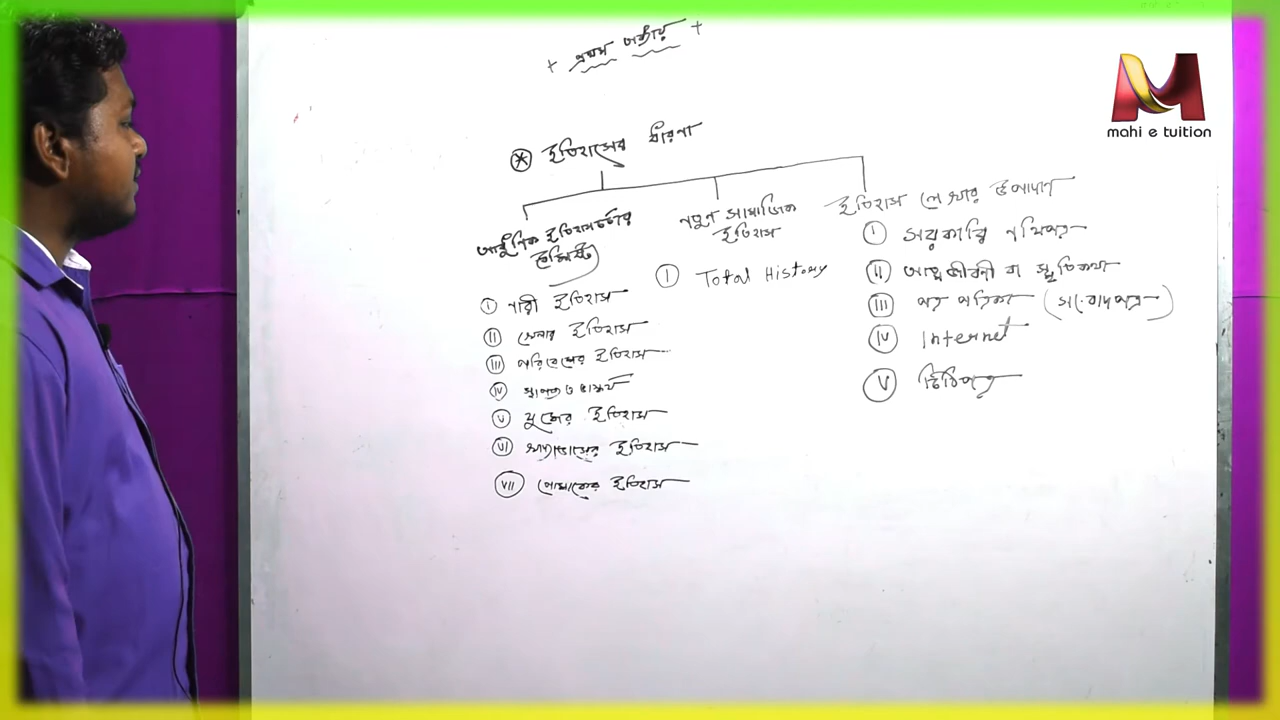 + প্রথম অধ্যায় +
* ইতিহাসের ধারণা
আধুনিক ইতিহাসচর্চার
বৈশিষ্ট্য
I নারী ইতিহাস
II খেলার ইতিহাস
III পরিবেশের ইতিহাস
IV স্থাপত্য ও ভাস্কর্য
V যুদ্ধের ইতিহাস
VI খাদ্যাভ্যাসের ইতিহাস
VII পোষাকের ইতিহাস
নতুন সামাজিক
ইতিহাস
I Total History
ইতিহাস লেখার উপাদান
I সরকারি নথিপত্র
II আত্মজীবনী বা স্মৃতিকথা
III পত্র পত্রিকা (সংবাদপত্র)
IV Internet
V চিঠিপত্র
M
mahi e tuition